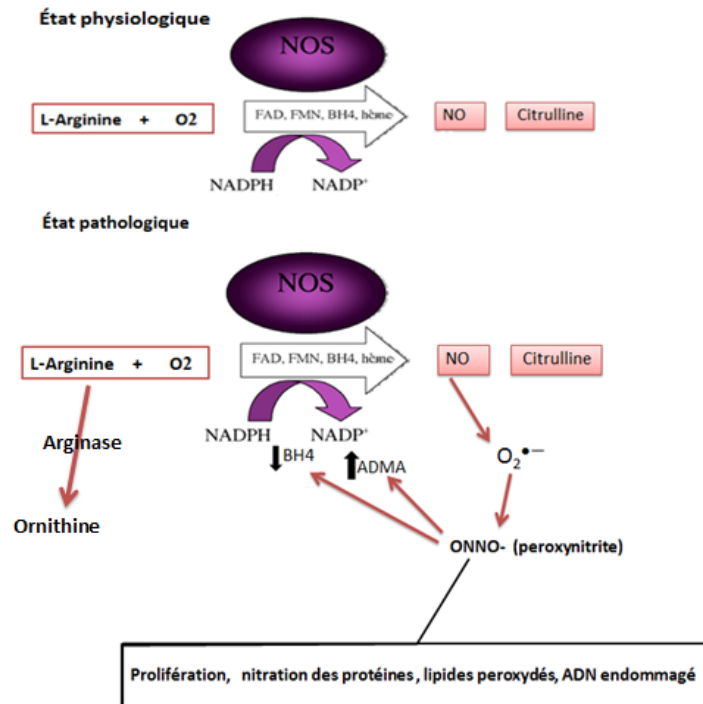 État physiologique
NOS
L-Arginine + O2
FAD, FMN, BH4, hème
NO
Citrulline
NADPH NADP⁺
État pathologique
NOS
L-Arginine + O2
FAD, FMN, BH4, hème
NO
Citrulline
NADPH NADP⁺
Arginase
BH4
ADMA
O₂•—
Ornithine
ONNO- (peroxynitrite)
Prolifération, nitration des protéines, lipides peroxydés, ADN endommagé